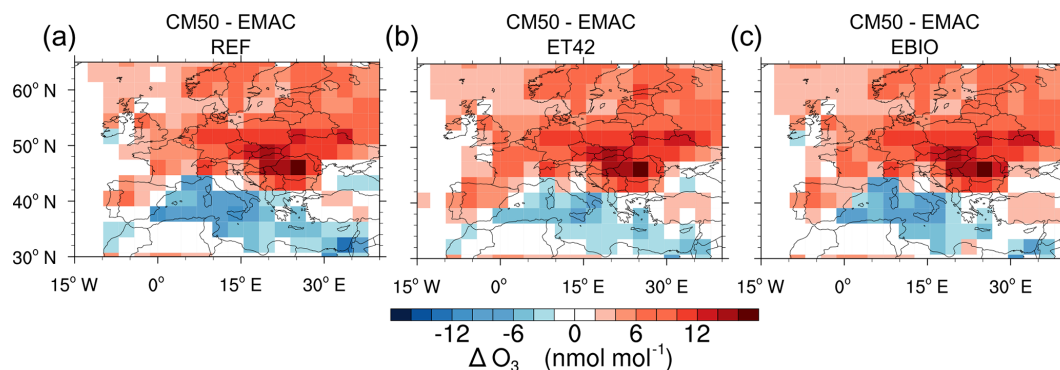 (a)
CM50 - EMAC
REF
(b)
CM50 - EMAC
ET42
(c)
CM50 - EMAC
EBIO
60° N
50° N
40° N
30° N
15° W 0° 15° E 30° E
15° W 0° 15° E 30° E
15° W 0° 15° E 30° E
-12 -6 0 6 12
Δ O₃ (nmol mol⁻¹)